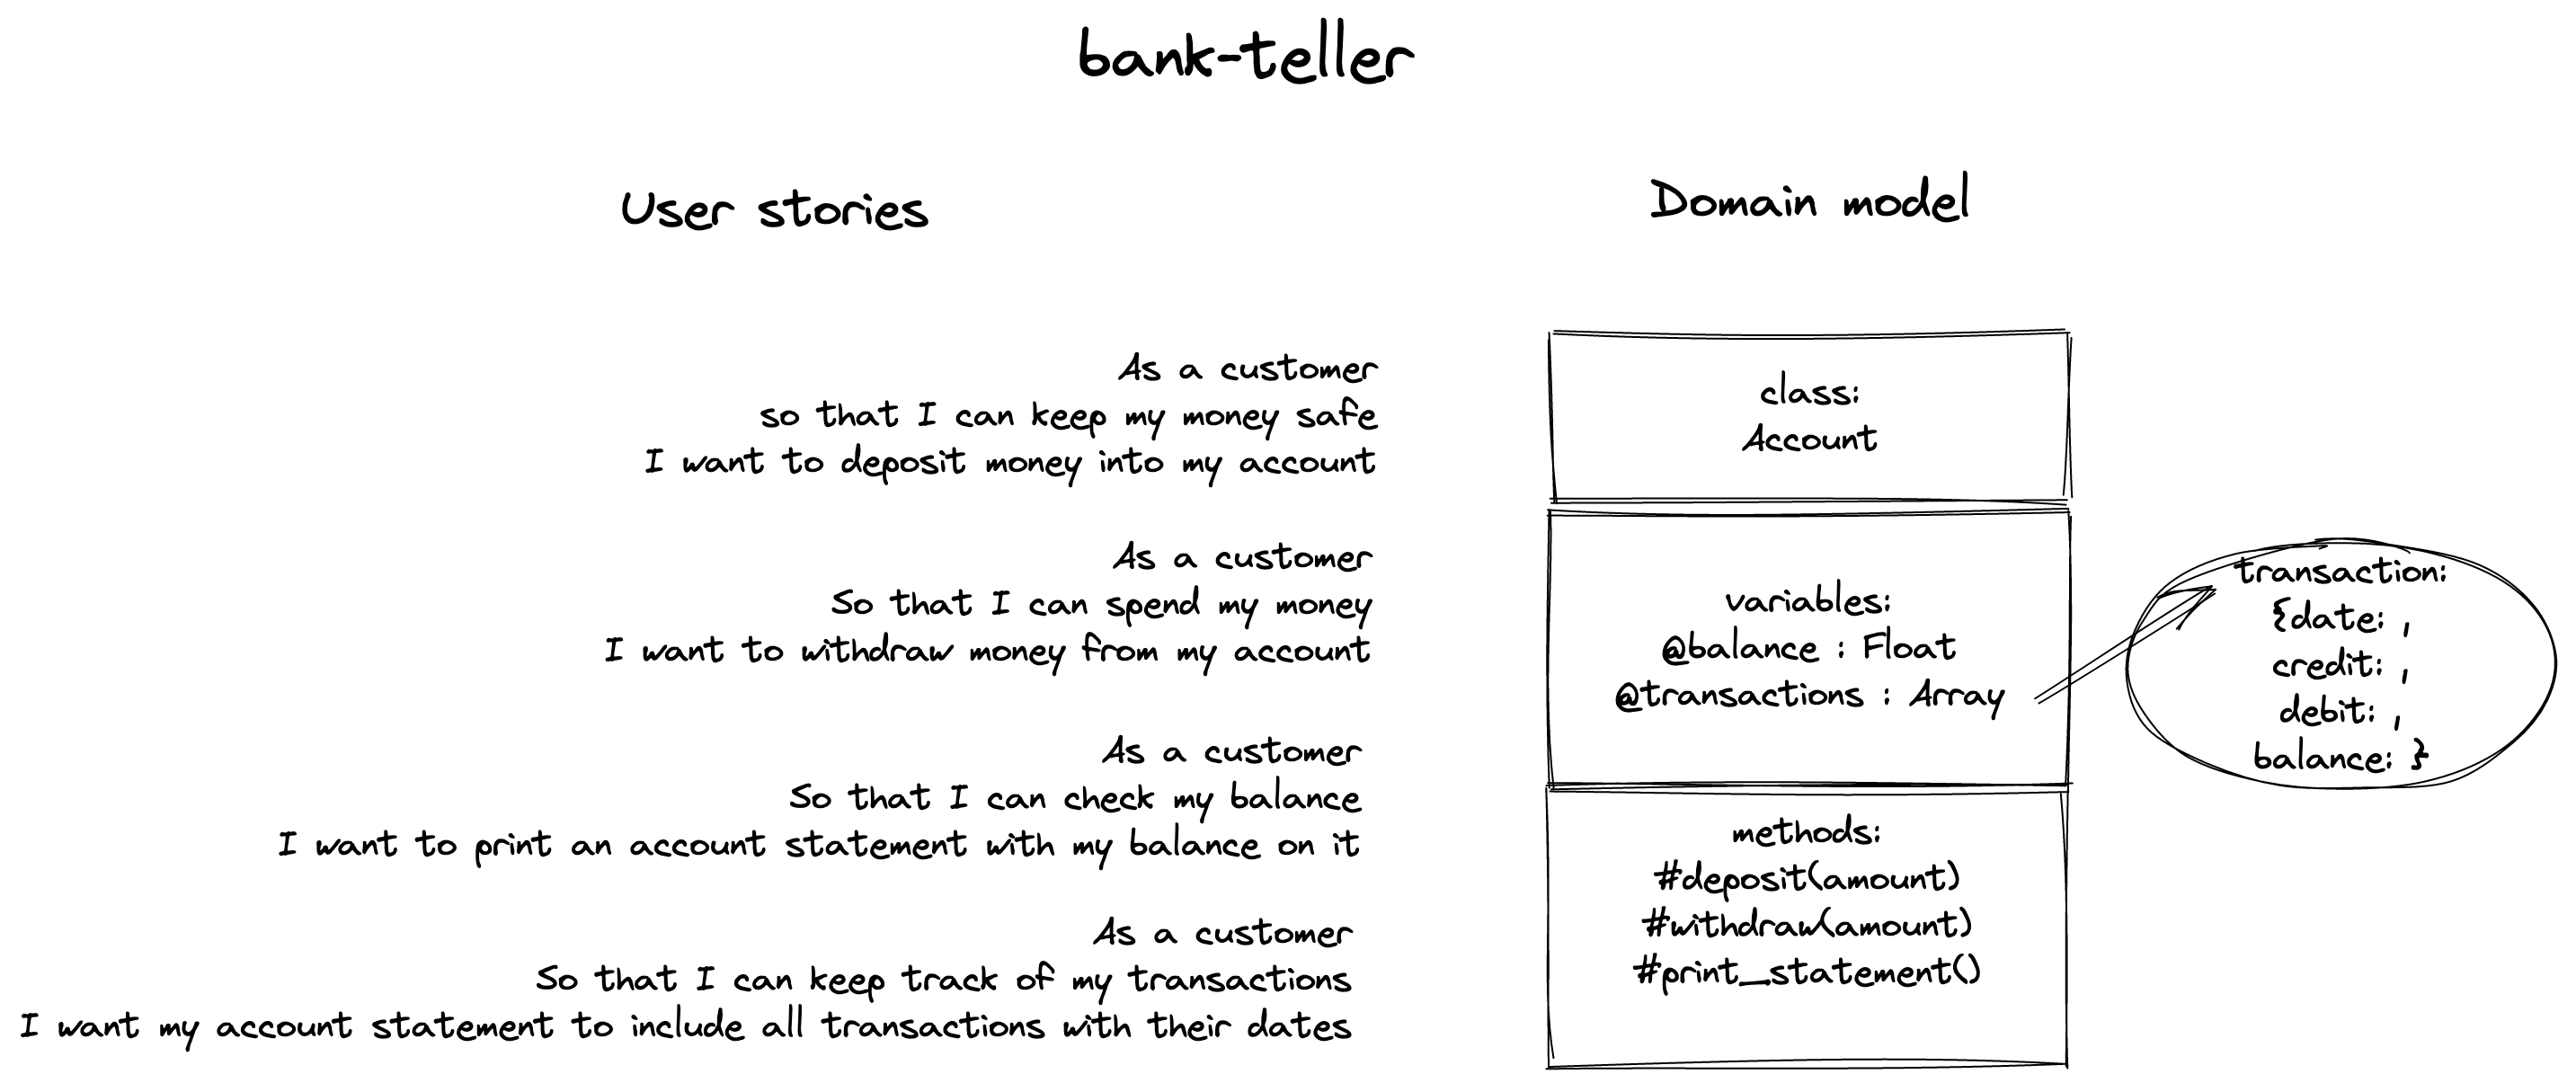 bank-teller
User stories
As a customer
so that I can keep my money safe
I want to deposit money into my account
As a customer
So that I can spend my money
I want to withdraw money from my account
As a customer
So that I can check my balance
I want to print an account statement with my balance on it
As a customer
So that I can keep track of my transactions
I want my account statement to include all transactions with their dates
Domain model
class:
Account
variables:
@balance : Float
@transactions : Array
transaction:
{date: ,
credit: ,
debit: ,
balance: }
methods:
#deposit(amount)
#withdraw(amount)
#print_statement()